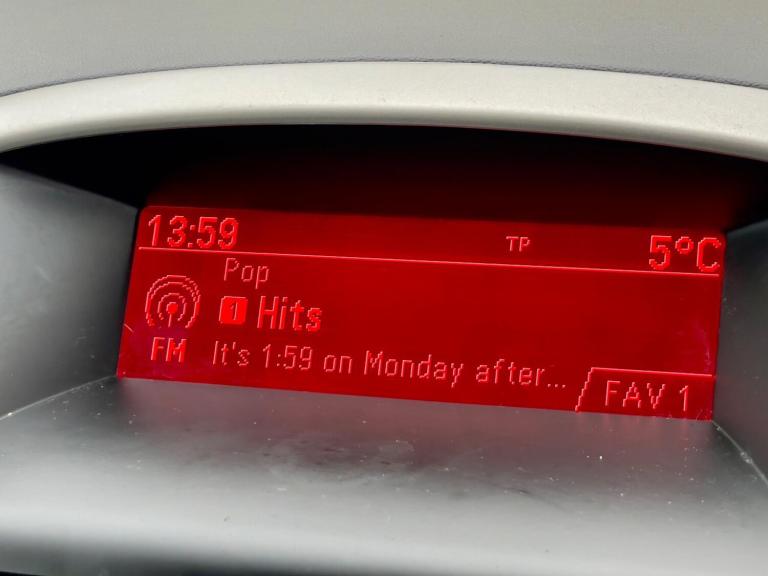 13:59 TP 5°C
Pop
1 Hits
FM It's 1:59 on Monday after...
FAV 1